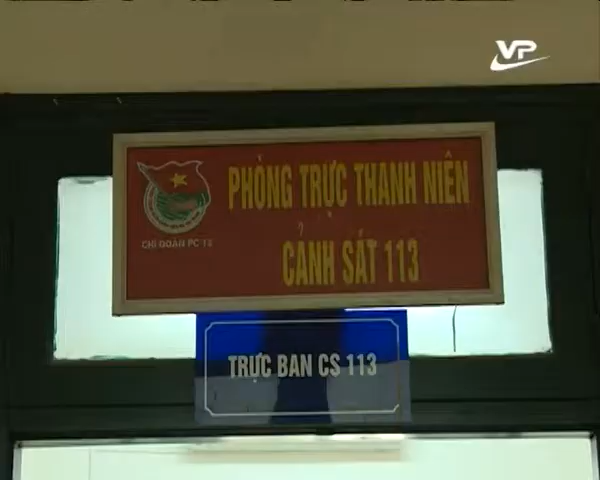 VP
PHÒNG TRỰC THANH NIÊN
CẢNH SÁT 113
CHI ĐOÀN PC 13
TRỰC BAN CS 113